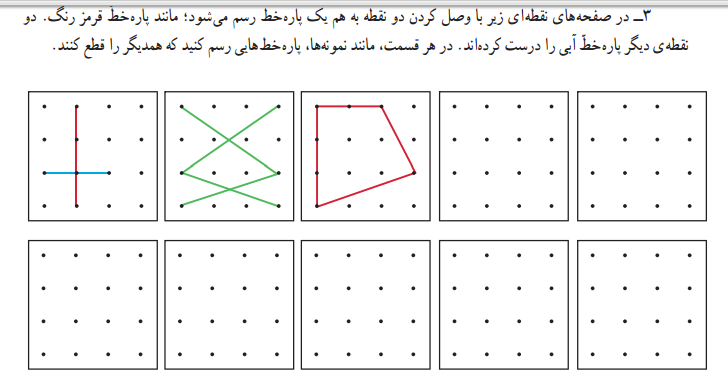 ۳ــ در صفحه‌های نقطه‌ای زیر با وصل کردن دو نقطه به هم یک پاره‌خط رسم می‌شود؛ مانند پاره‌خطّ قرمز رنگ. دو
نقطه‌ی دیگر پاره‌خطّ آبی را درست کرده‌اند. در هر قسمت، مانند نمونه‌ها، پاره‌خط‌هایی رسم کنید که همدیگر را قطع کنند.